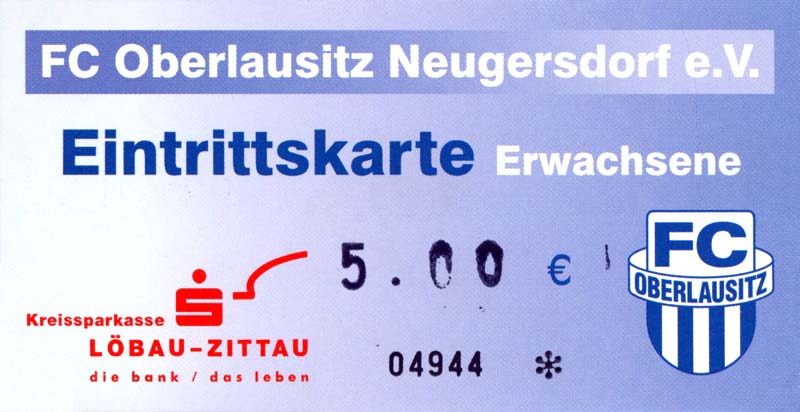 FC Oberlausitz Neugersdorf e.V.
Eintrittskarte Erwachsene
5.00 €
FC
OBERLAUSITZ
Kreissparkasse
LÖBAU-ZITTAU
die bank / das leben
04944 *